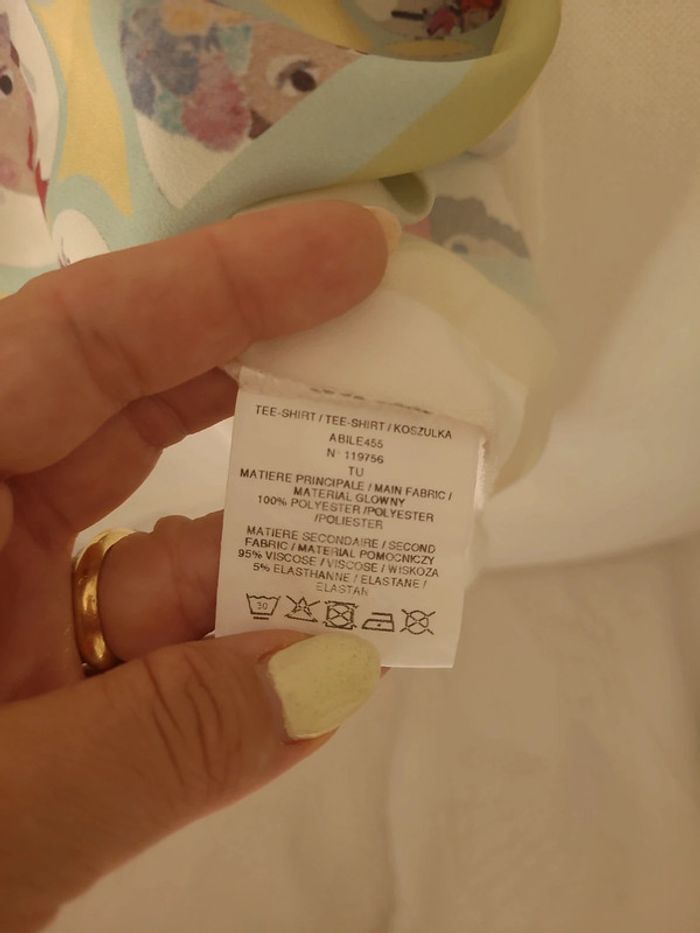 TEE-SHIRT / TEE-SHIRT / KOSZULKA
ABILE455
N° 119756
TU
MATIERE PRINCIPALE / MAIN FABRIC /
MATERIAL GLOWNY
100% POLYESTER /POLYESTER
/POLIESTER
MATIERE SECONDAIRE / SECOND
FABRIC / MATERIAL POMOCNICZY
95% VISCOSE / VISCOSE / WISKOZA
5% ELASTHANNE / ELASTANE /
ELASTAN
30